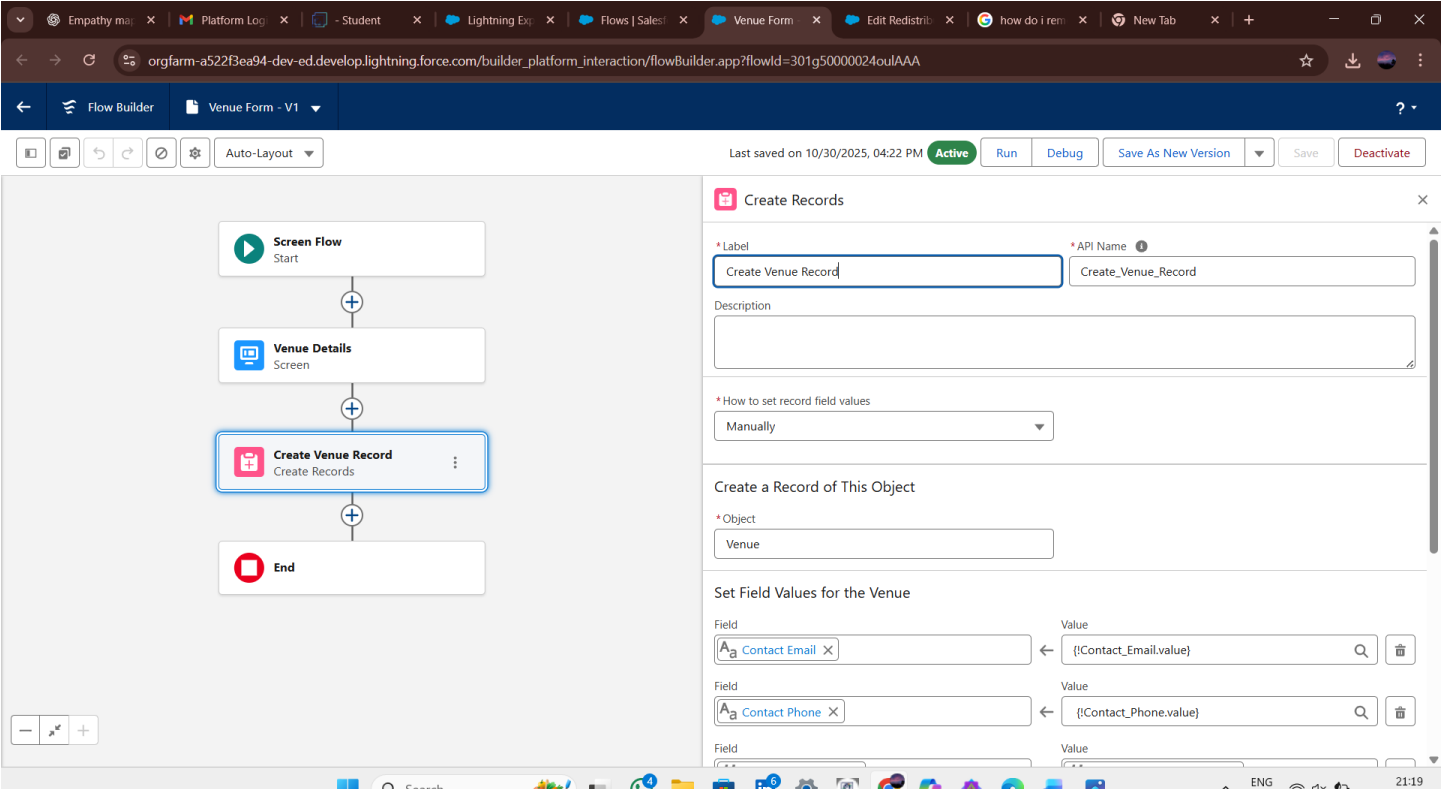 Empathy map
Platform Logi
- Student
Lightning Exp
Flows | Salesf
Venue Form -
Edit Redistrib
how do i rem
New Tab
orgfarm-a522f3ea94-dev-ed.develop.lightning.force.com/builder_platform_interaction/flowBuilder.app?flowId=301g50000024oulAAA
Flow Builder
Venue Form - V1
?
Auto-Layout
Last saved on 10/30/2025, 04:22 PM
Active
Run
Debug
Save As New Version
Save
Deactivate
Screen Flow
Start
Venue Details
Screen
Create Venue Record
Create Records
End
Create Records
*Label
*API Name
Create Venue Record
Create_Venue_Record
Description
*How to set record field values
Manually
Create a Record of This Object
*Object
Venue
Set Field Values for the Venue
Field
Value
Aa Contact Email
{!Contact_Email.value}
Field
Value
Aa Contact Phone
{!Contact_Phone.value}
Field
Value
Search
4
6
ENG
21:19